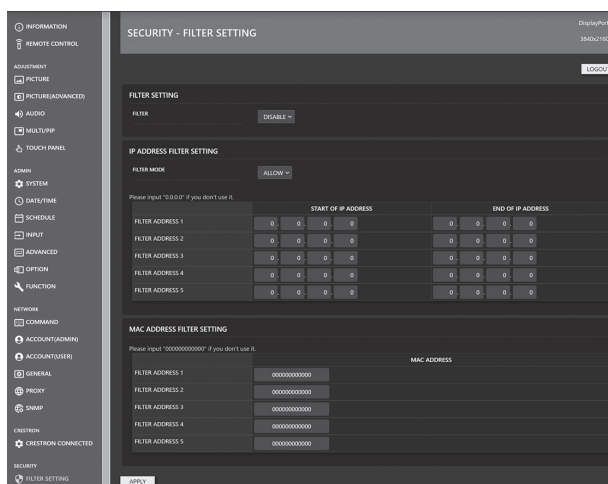 INFORMATION
REMOTE CONTROL
ADJUSTMENT
PICTURE
PICTURE(ADVANCED)
AUDIO
MULTI/PIP
TOUCH PANEL
ADMIN
SYSTEM
DATE/TIME
SCHEDULE
INPUT
ADVANCED
OPTION
FUNCTION
NETWORK
COMMAND
ACCOUNT(ADMIN)
ACCOUNT(USER)
GENERAL
PROXY
SNMP
CRESTRON
CRESTRON CONNECTED
SECURITY
FILTER SETTING
SECURITY - FILTER SETTING
DisplayPort
3840x2160
LOGOUT
FILTER SETTING
FILTER DISABLE
IP ADDRESS FILTER SETTING
FILTER MODE ALLOW
Please input "0.0.0.0" if you don't use it.
START OF IP ADDRESS END OF IP ADDRESS
FILTER ADDRESS 1 0 . 0 . 0 . 0 0 . 0 . 0 . 0
FILTER ADDRESS 2 0 . 0 . 0 . 0 0 . 0 . 0 . 0
FILTER ADDRESS 3 0 . 0 . 0 . 0 0 . 0 . 0 . 0
FILTER ADDRESS 4 0 . 0 . 0 . 0 0 . 0 . 0 . 0
FILTER ADDRESS 5 0 . 0 . 0 . 0 0 . 0 . 0 . 0
MAC ADDRESS FILTER SETTING
Please input "000000000000" if you don't use it.
MAC ADDRESS
FILTER ADDRESS 1 000000000000
FILTER ADDRESS 2 000000000000
FILTER ADDRESS 3 000000000000
FILTER ADDRESS 4 000000000000
FILTER ADDRESS 5 000000000000
APPLY